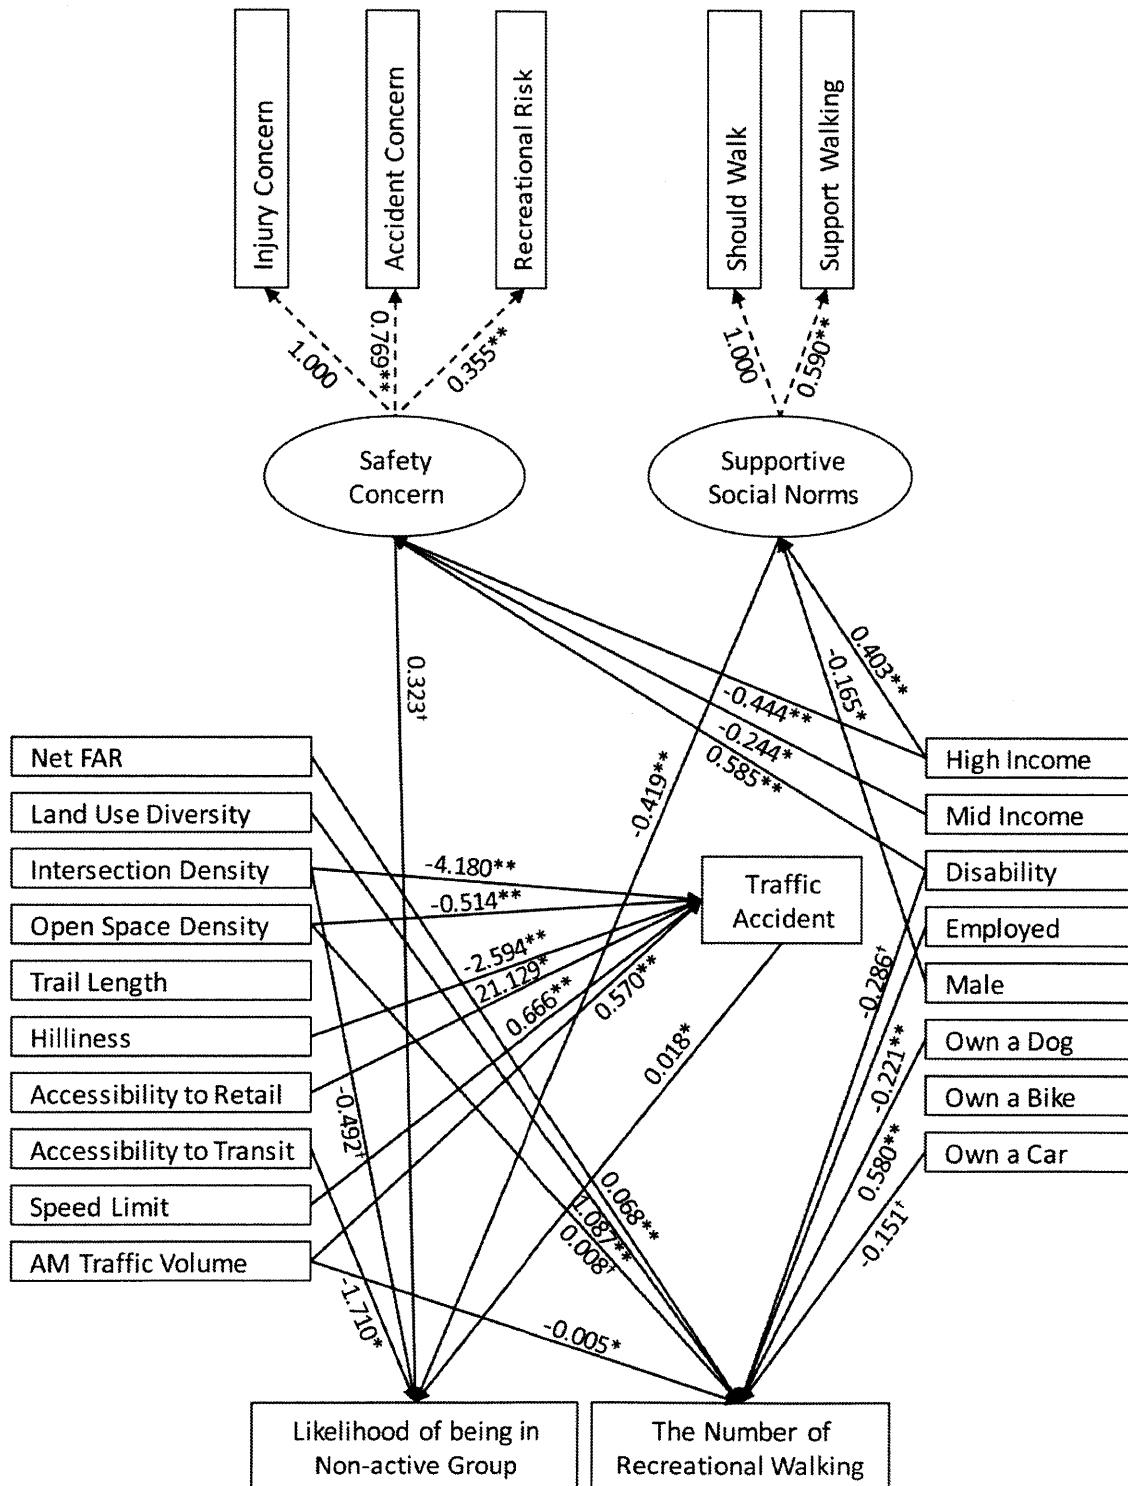 Injury Concern
Accident Concern
Recreational Risk
Should Walk
Support Walking
1.000
0.769**
0.355**
1.000
0.590**
Safety
Concern
Supportive
Social Norms
0.323†
-0.444**
-0.244*
0.585**
-0.419**
-0.165*
0.403**
Net FAR
Land Use Diversity
Intersection Density
Open Space Density
Trail Length
Hilliness
Accessibility to Retail
Accessibility to Transit
Speed Limit
AM Traffic Volume
-4.180**
-0.514**
-2.594**
21.129*
0.666**
0.570**
Traffic
Accident
High Income
Mid Income
Disability
Employed
Male
Own a Dog
Own a Bike
Own a Car
-0.286†
-0.221**
0.580**
-0.151†
0.018*
-0.492†
0.068**
1.087**
0.008†
-1.710*
-0.005*
Likelihood of being in
Non-active Group
The Number of
Recreational Walking